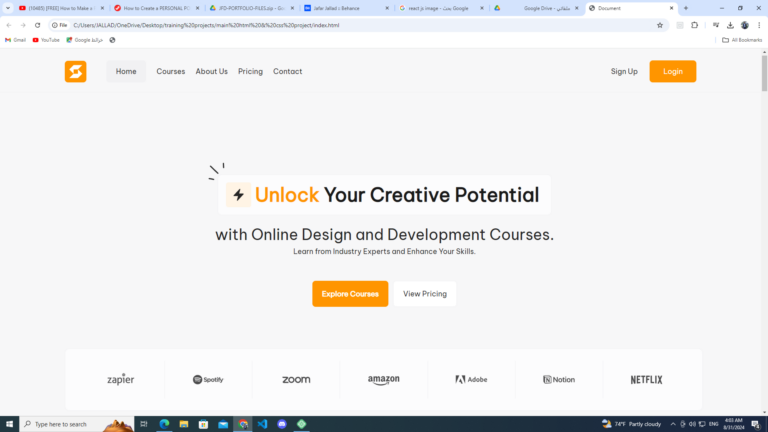 (15485) [FREE] How to Make v
How to Create a PERSONAL P
JFD-PORTFOLIO-FILES.zip - Go
Jafar Jallad :: Behance
react js image - بحث Google
ملفاتي - Google Drive
Document
File C:/Users/JALLAD/OneDrive/Desktop/training%20projects/main%20html%20&%20css%20project/index.html
Gmail YouTube خرائط Google All Bookmarks
Home Courses About Us Pricing Contact Sign Up Login
Unlock Your Creative Potential
with Online Design and Development Courses.
Learn from Industry Experts and Enhance Your Skills.
Explore Courses View Pricing
zapier Spotify zoom amazon Adobe Notion NETFLIX
Type here to search 74°F Partly cloudy ENG 4:03 AM
8/31/2024